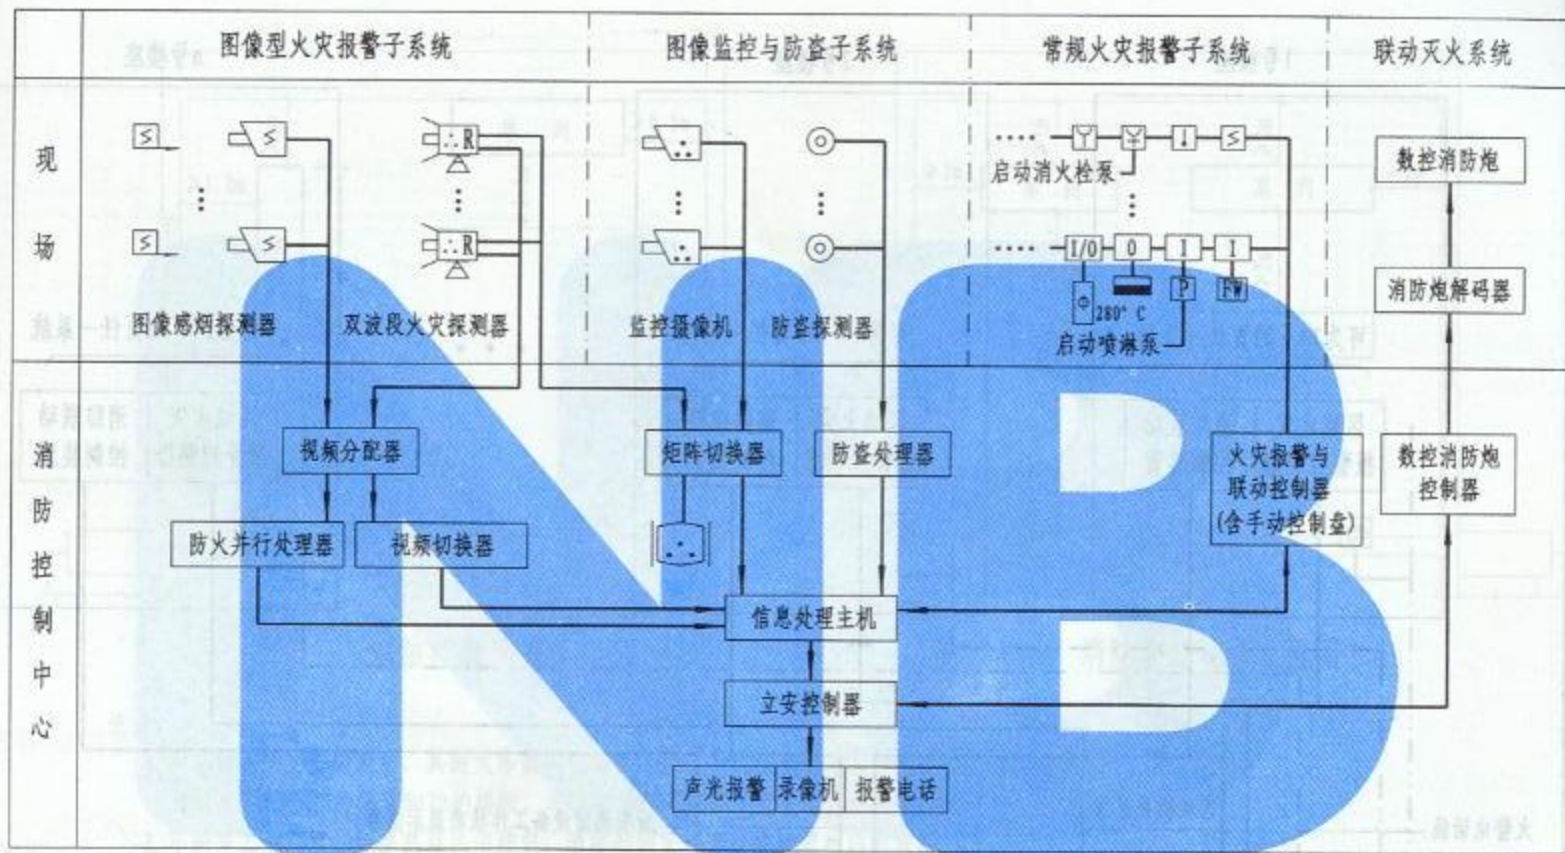 图像型火灾报警子系统
图像监控与防盗子系统
常规火灾报警子系统
联动灭火系统
现场
R
启动消火栓泵
数控消防炮
R
I/O
O
I
I
P
FW
280° C
启动喷淋泵
消防炮解码器
图像感烟探测器
双波段火灾探测器
监控摄像机
防盗探测器
消防控制中心
视频分配器
矩阵切换器
防盗处理器
火灾报警与
联动控制器
(含手动控制盘)
数控消防炮
控制器
防火并行处理器
视频切换器
信息处理主机
立安控制器
声光报警
录像机
报警电话
NB